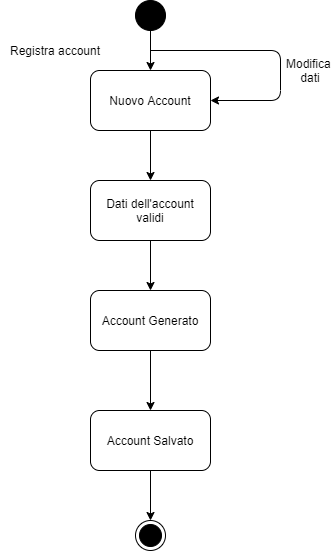 Registra account
Modifica
dati
Nuovo Account
Dati dell'account
validi
Account Generato
Account Salvato